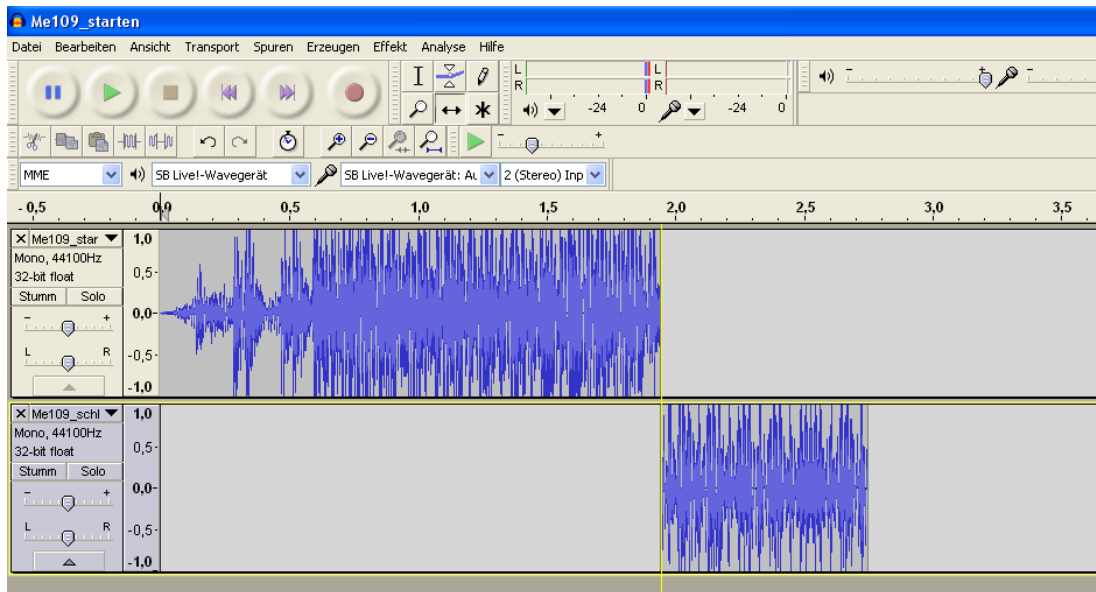 Me109_starten
Datei Bearbeiten Ansicht Transport Spuren Erzeugen Effekt Analyse Hilfe
L
R
-24 0
L
R
-24 0
- +
MME SB Live!-Wavegerät SB Live!-Wavegerät: Au 2 (Stereo) Inp
- 0,5 0,0 0,5 1,0 1,5 2,0 2,5 3,0 3,5
Me109_star
Mono, 44100Hz
32-bit float
Stumm Solo
- +
L R
1,0
0,5-
0,0-
-0,5-
-1,0
Me109_schl
Mono, 44100Hz
32-bit float
Stumm Solo
- +
L R
1,0
0,5-
0,0-
-0,5-
-1,0